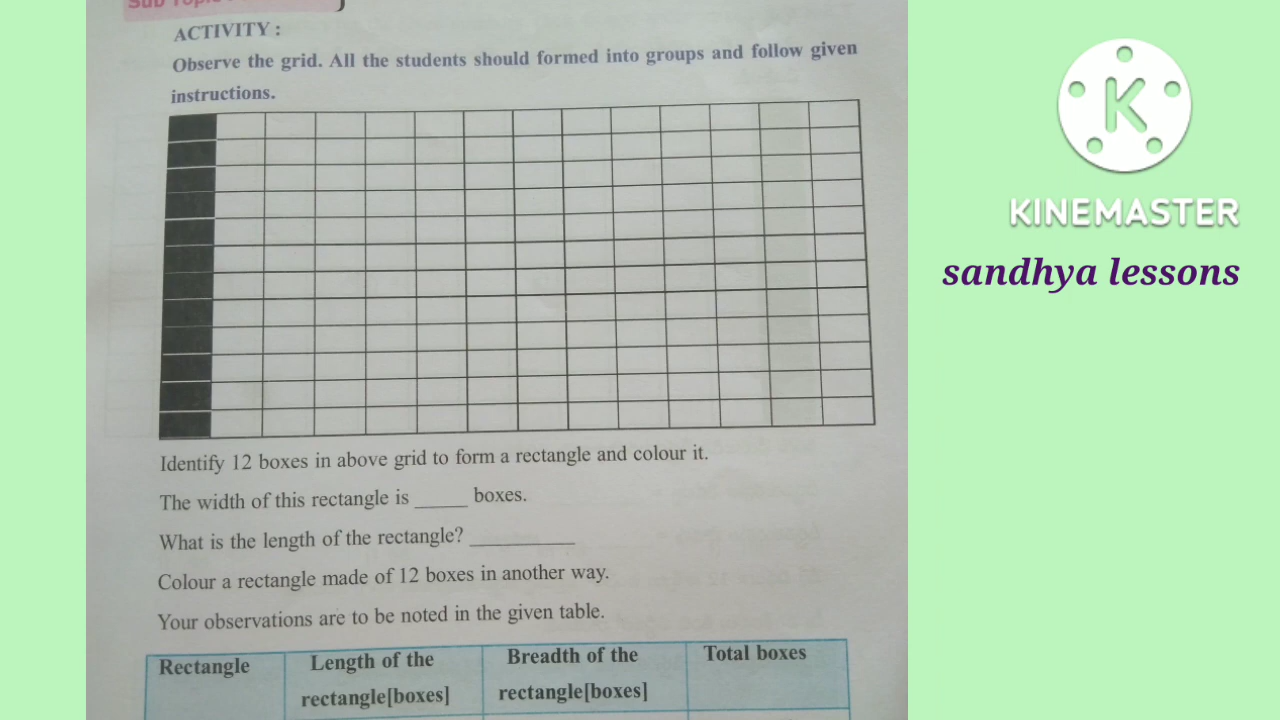 ACTIVITY :
Observe the grid. All the students should formed into groups and follow given
instructions.
Identify 12 boxes in above grid to form a rectangle and colour it.
The width of this rectangle is _____ boxes.
What is the length of the rectangle? __________
Colour a rectangle made of 12 boxes in another way.
Your observations are to be noted in the given table.
Rectangle
Length of the
rectangle[boxes]
Breadth of the
rectangle[boxes]
Total boxes
K
KINEMASTER
sandhya lessons